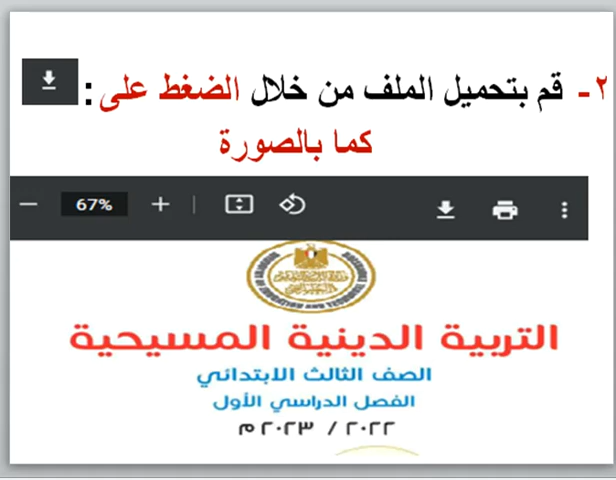 ٢- قم بتحميل الملف من خلال الضغط على :
كما بالصورة
67%
التربية الدينية المسيحية
الصف الثالث الابتدائي
الفصل الدراسي الأول
٢٠٢٢ / ٢٠٢٣ م